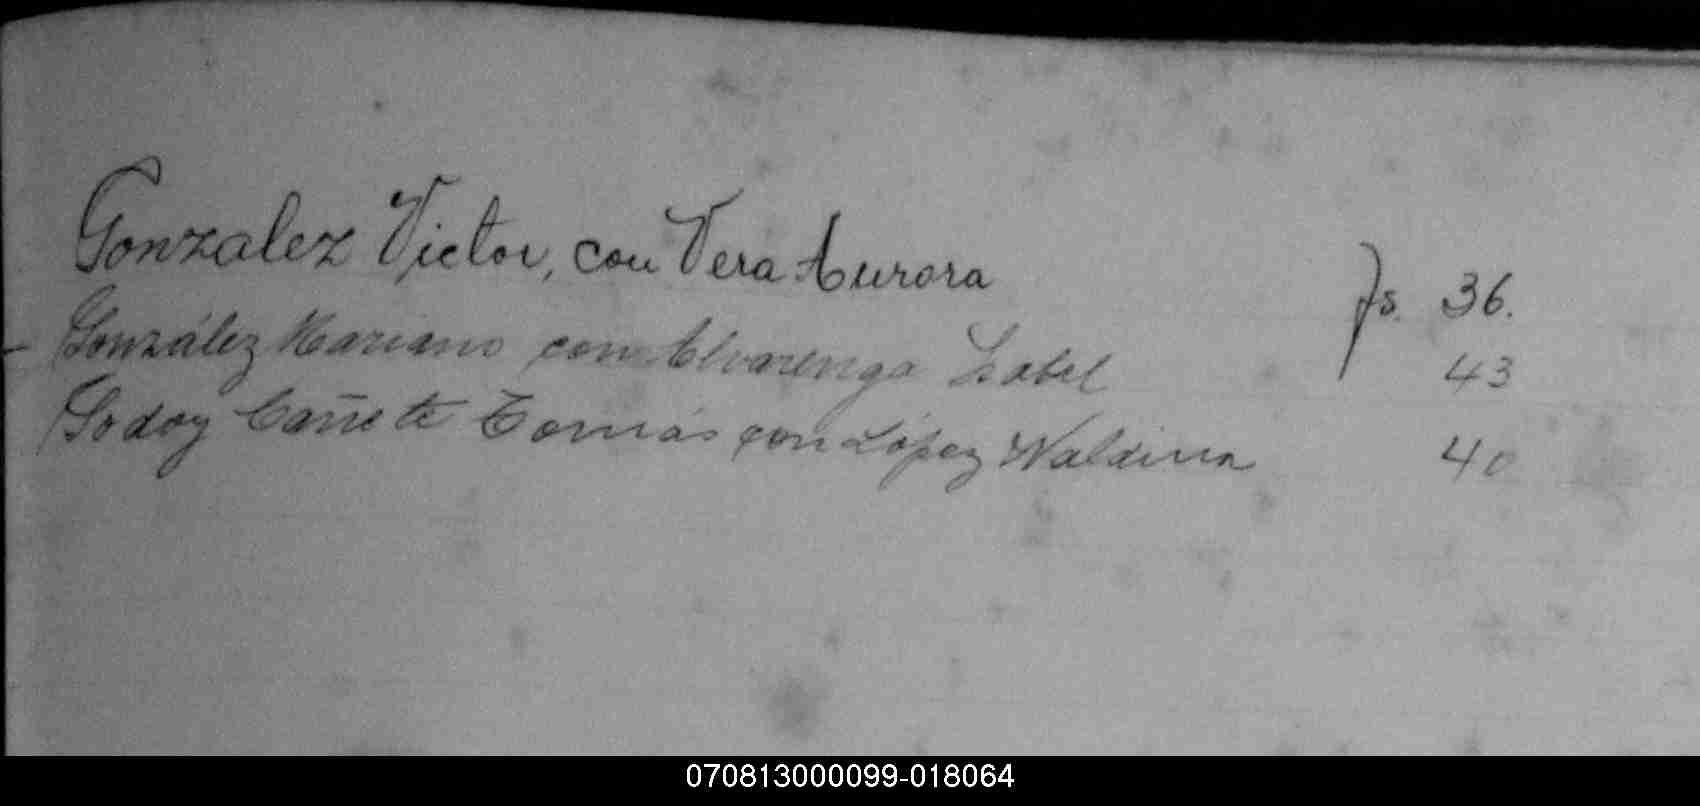 Gonzalez Victor, con Vera Aurora fs. 36.
González Mariano con Alvarenga Isabel 43
Godoy Cañete Tomás con López Waldina 40
070813000099-018064